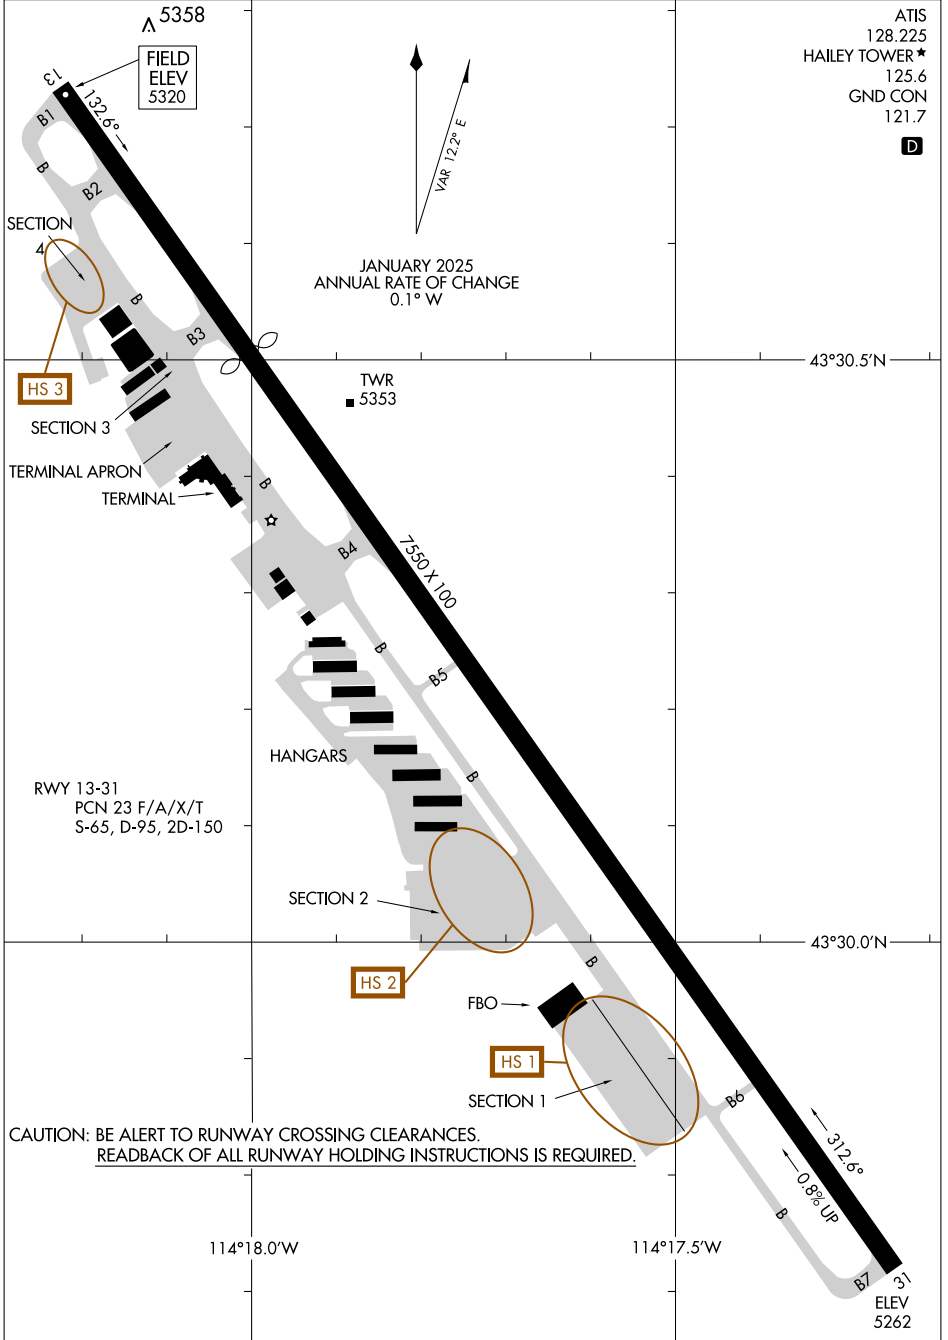 5358
ATIS
128.225
HAILEY TOWER★
125.6
GND CON
121.7
D
FIELD
ELEV
5320
13
132.6°
VAR 12.2° E
B1
B
B2
SECTION
4
JANUARY 2025
ANNUAL RATE OF CHANGE
0.1° W
B
B3
43°30.5'N
HS 3
TWR
5353
SECTION 3
TERMINAL APRON
TERMINAL
B
B4
7550 X 100
B
B5
HANGARS
B
RWY 13-31
PCN 23 F/A/X/T
S-65, D-95, 2D-150
SECTION 2
43°30.0'N
B
HS 2
FBO
HS 1
SECTION 1
B6
CAUTION: BE ALERT TO RUNWAY CROSSING CLEARANCES.
READBACK OF ALL RUNWAY HOLDING INSTRUCTIONS IS REQUIRED.
312.6°
0.8% UP
B
114°18.0'W
114°17.5'W
B7
31
ELEV
5262